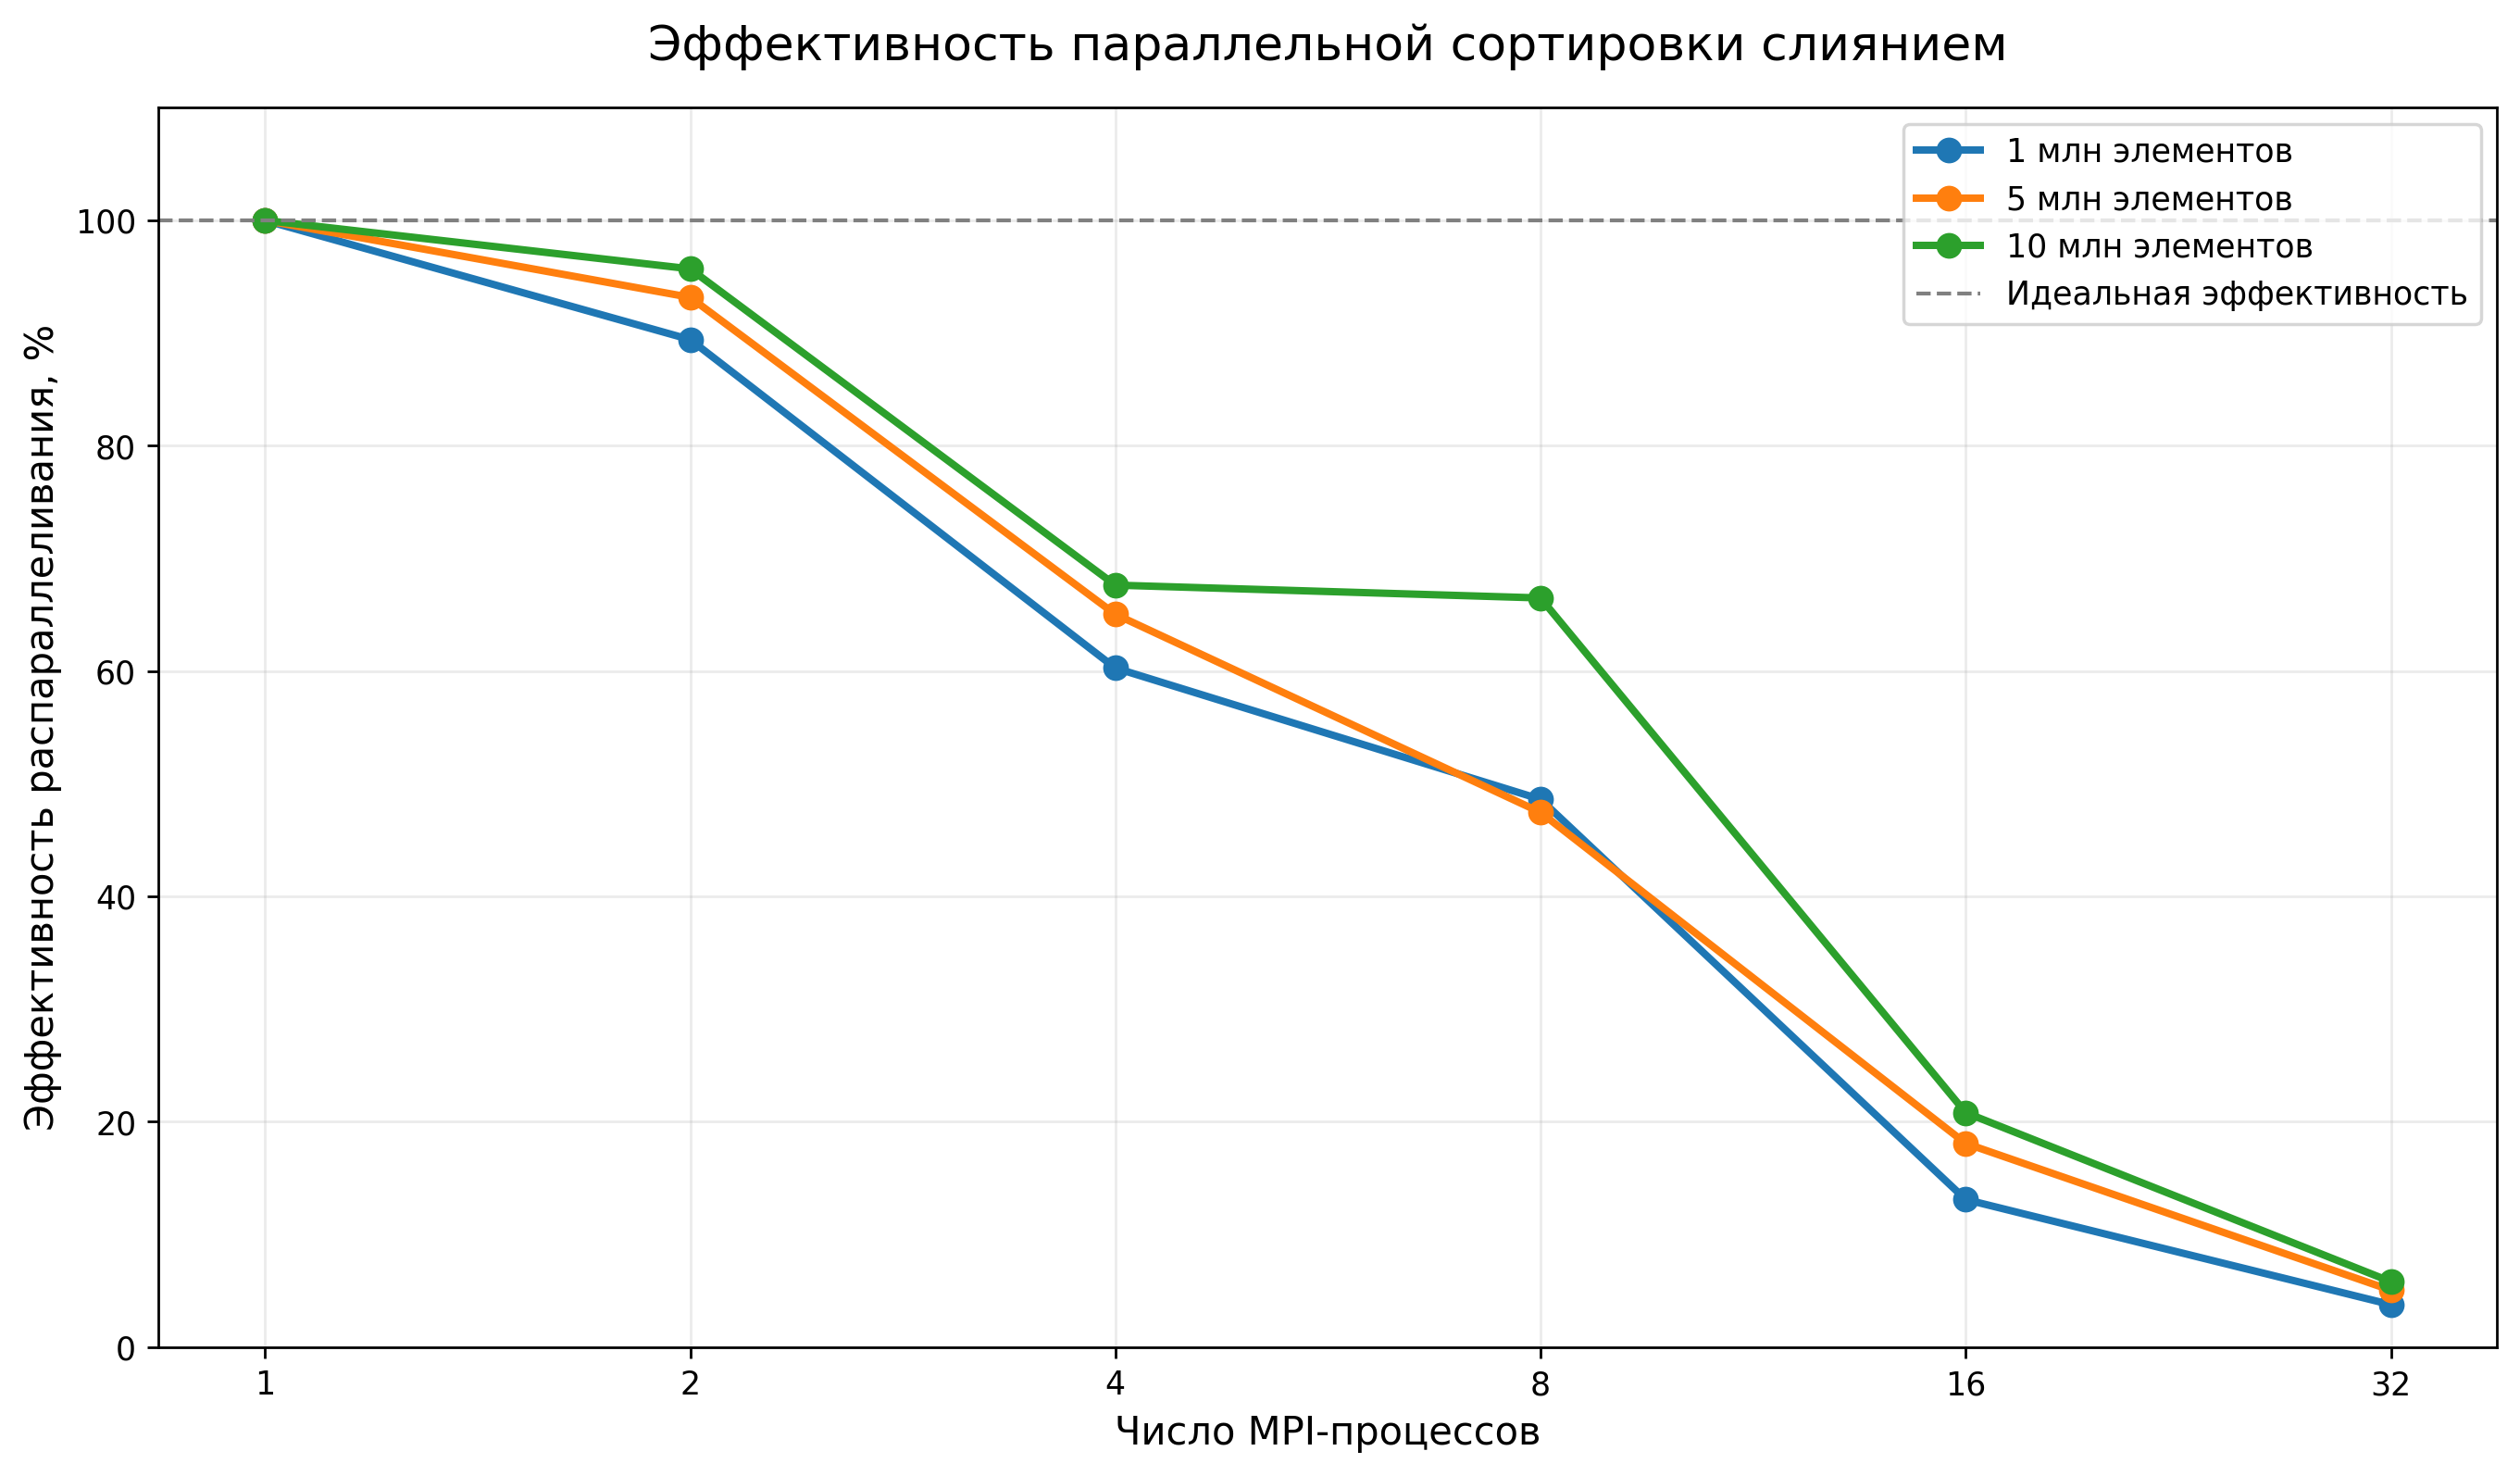 Эффективность параллельной сортировки слиянием
Эффективность распараллеливания, %
100
80
60
40
20
0
1 млн элементов
5 млн элементов
10 млн элементов
Идеальная эффективность
1 2 4 8 16 32
Число MPI-процессов